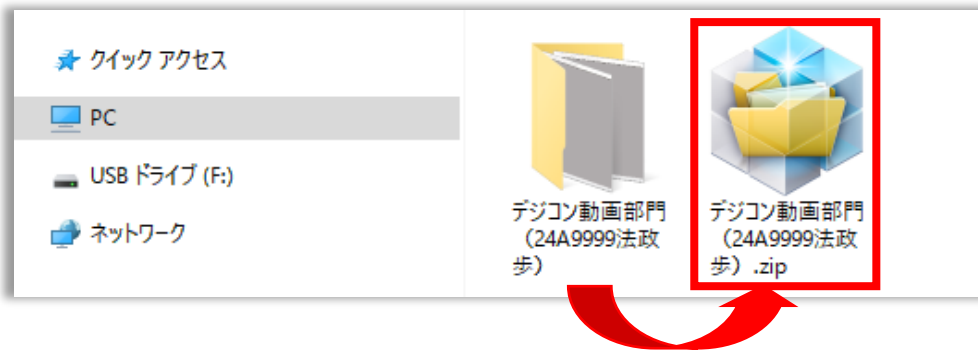 クイック アクセス
PC
USB ドライブ (F:)
ネットワーク
デジコン動画部門
（24A9999法政
歩）
デジコン動画部門
（24A9999法政
歩）.zip